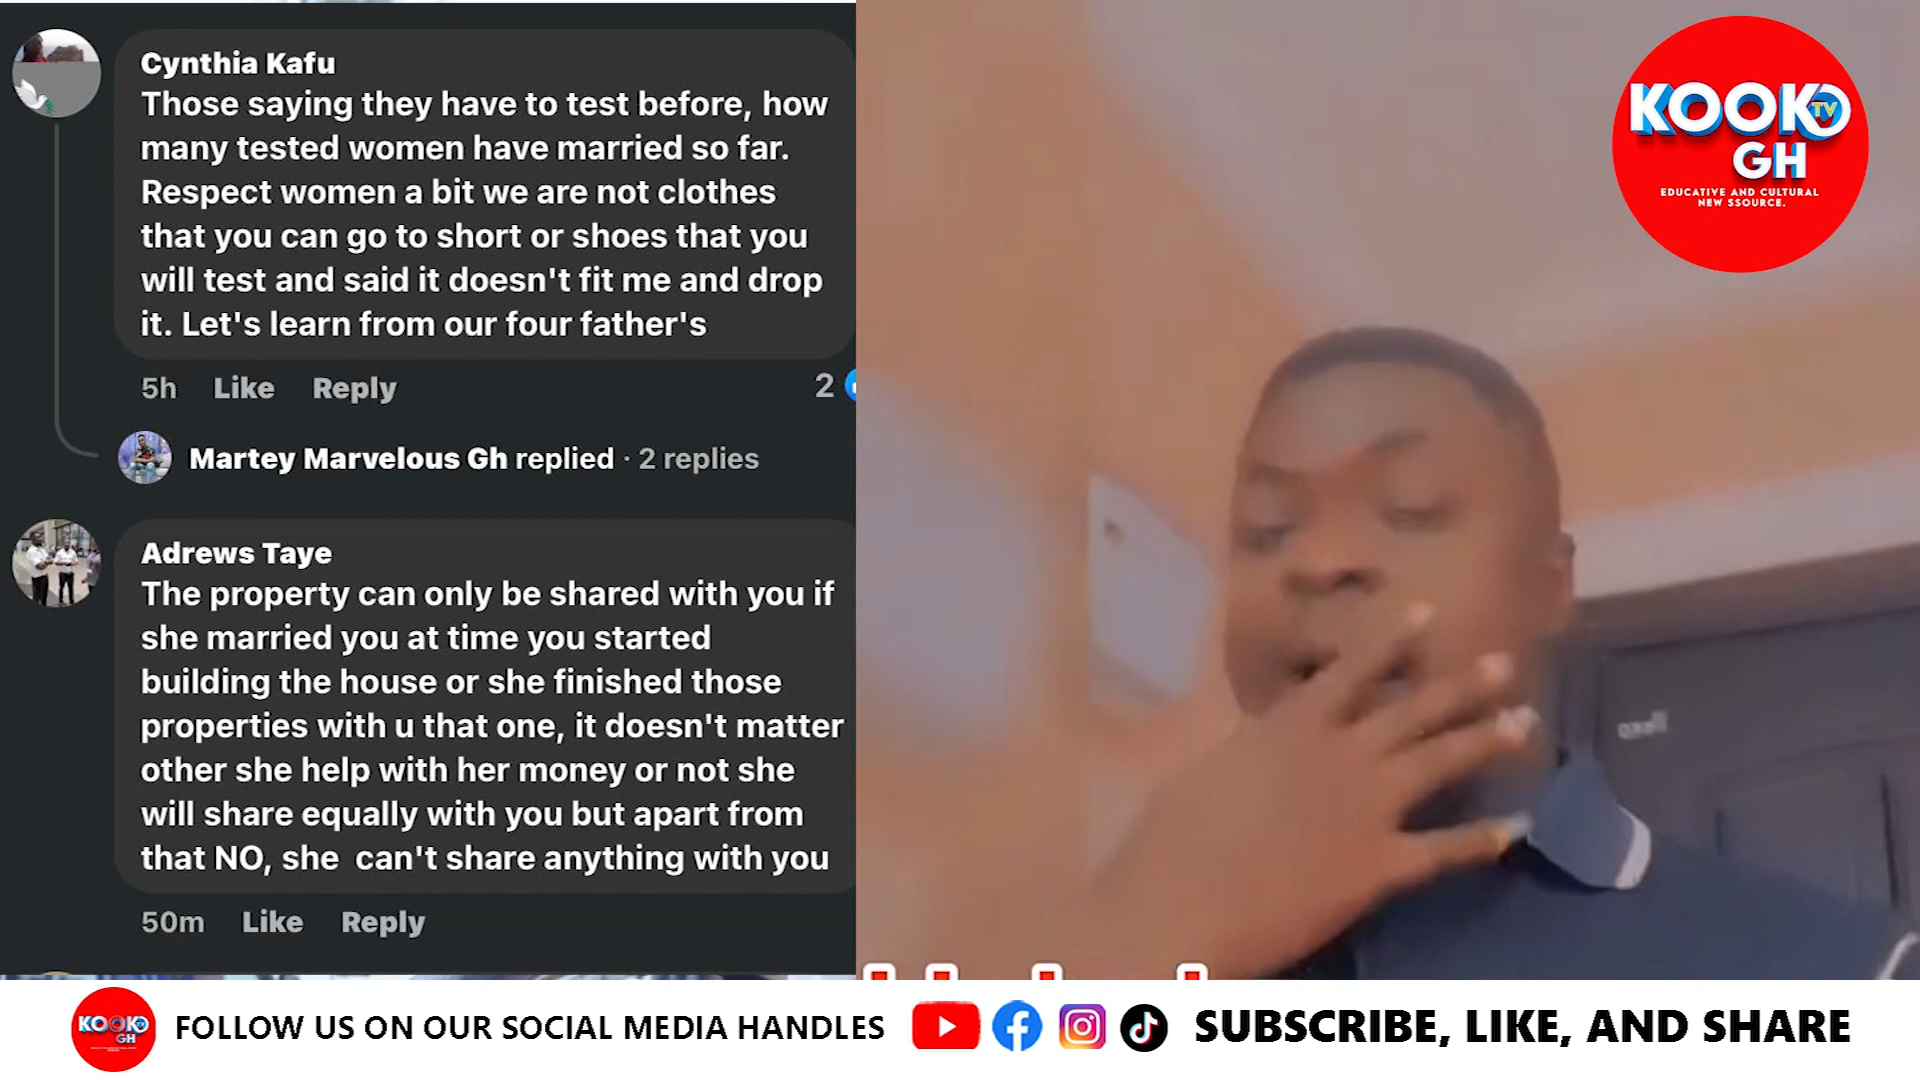 Cynthia Kafu
Those saying they have to test before, how
many tested women have married so far.
Respect women a bit we are not clothes
that you can go to short or shoes that you
will test and said it doesn't fit me and drop
it. Let's learn from our four father's
5h Like Reply 2
Martey Marvelous Gh replied · 2 replies
Adrews Taye
The property can only be shared with you if
she married you at time you started
building the house or she finished those
properties with u that one, it doesn't matter
other she help with her money or not she
will share equally with you but apart from
that NO, she can't share anything with you
50m Like Reply
KOOKO TV
GH
EDUCATIVE AND CULTURAL
NEW SSOURCE.
KOOKO
GH
FOLLOW US ON OUR SOCIAL MEDIA HANDLES
SUBSCRIBE, LIKE, AND SHARE